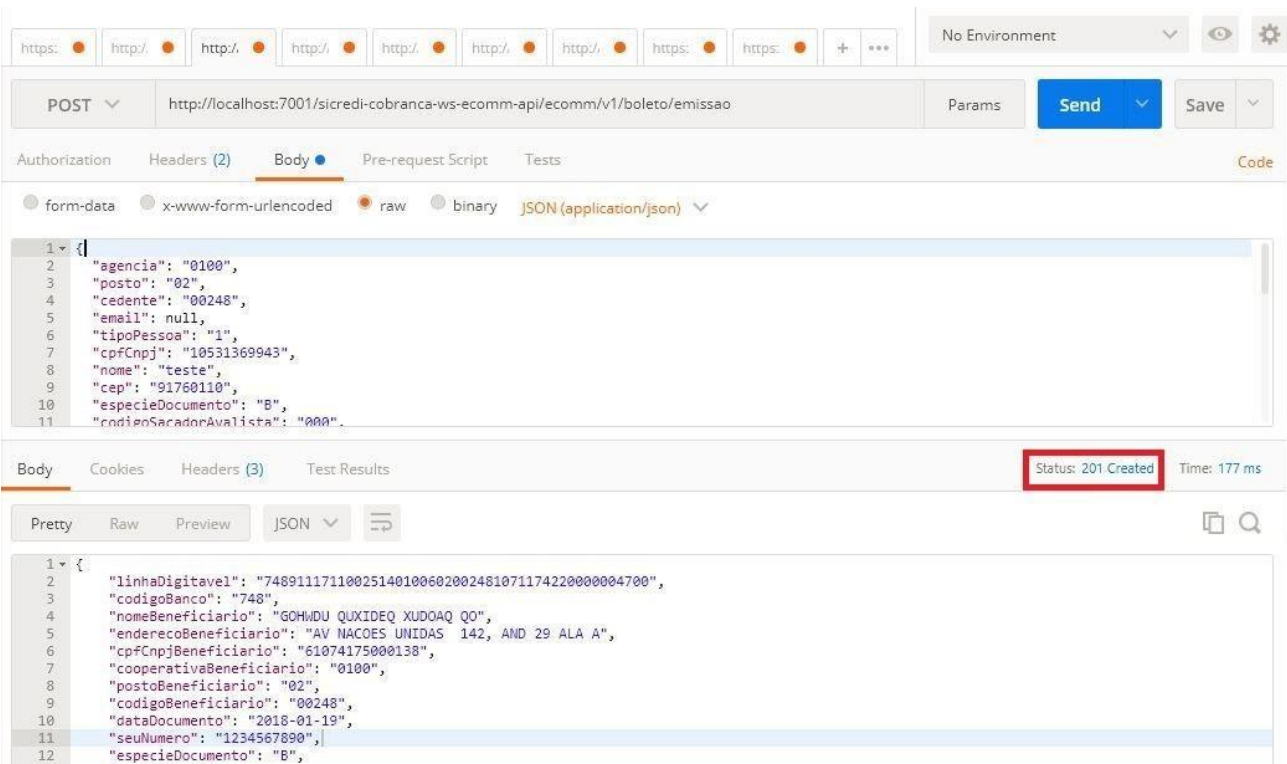 https: http:/. http:/. http:/. http:/. http:/. http:/. https: https: + ••• No Environment
POST http://localhost:7001/sicredi-cobranca-ws-ecomm-api/ecomm/v1/boleto/emissao Params Send Save
Authorization Headers (2) Body Pre-request Script Tests Code
form-data x-www-form-urlencoded raw binary JSON (application/json)
1 {
2 "agencia": "0100",
3 "posto": "02",
4 "cedente": "00248",
5 "email": null,
6 "tipoPessoa": "1",
7 "cpfCnpj": "10531369943",
8 "nome": "teste",
9 "cep": "91760110",
10 "especieDocumento": "B",
11 "codigoSacadorAvalista": "000",
Body Cookies Headers (3) Test Results Status: 201 Created Time: 177 ms
Pretty Raw Preview JSON
1 {
2 "linhaDigitavel": "74891117110025140100602002481071174220000004700",
3 "codigoBanco": "748",
4 "nomeBeneficiario": "GOHWDU QUXIDEQ XUDOAQ QO",
5 "enderecoBeneficiario": "AV NACOES UNIDAS 142, AND 29 ALA A",
6 "cpfCnpjBeneficiario": "61074175000138",
7 "cooperativaBeneficiario": "0100",
8 "postoBeneficiario": "02",
9 "codigoBeneficiario": "00248",
10 "dataDocumento": "2018-01-19",
11 "seuNumero": "1234567890",
12 "especieDocumento": "B",